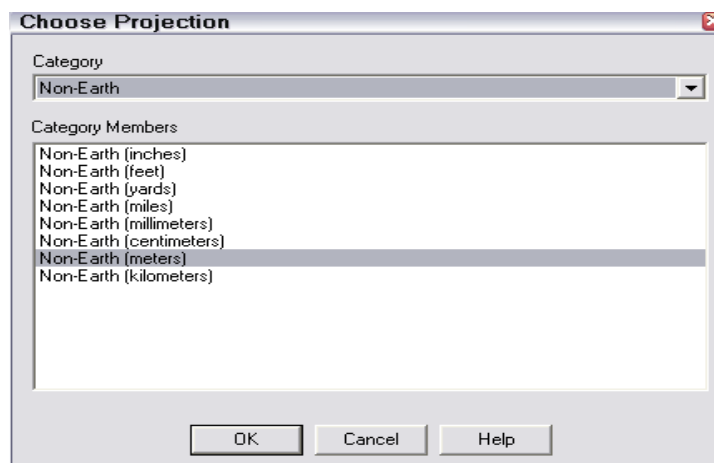 Choose Projection
Category
Non-Earth
Category Members
Non-Earth (inches)
Non-Earth (feet)
Non-Earth (yards)
Non-Earth (miles)
Non-Earth (millimeters)
Non-Earth (centimeters)
Non-Earth (meters)
Non-Earth (kilometers)
OK Cancel Help